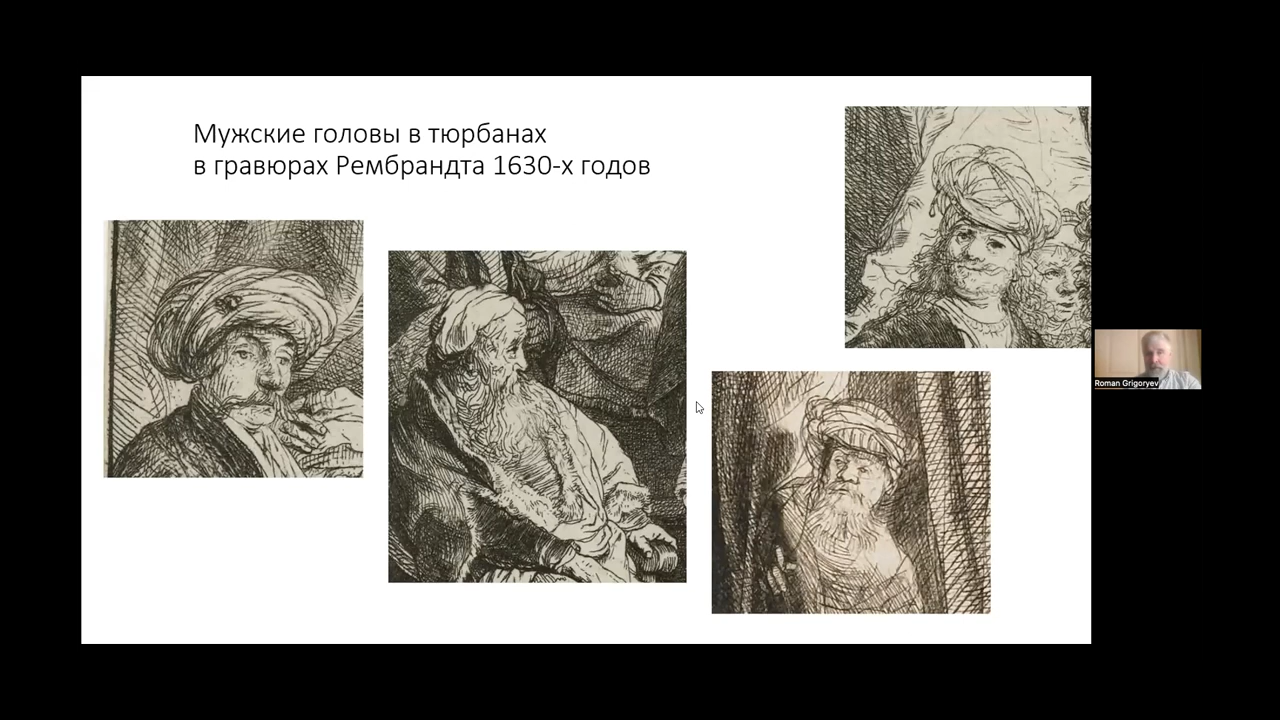 Мужские головы в тюрбанах
в гравюрах Рембрандта 1630-х годов
Roman Grigoryev